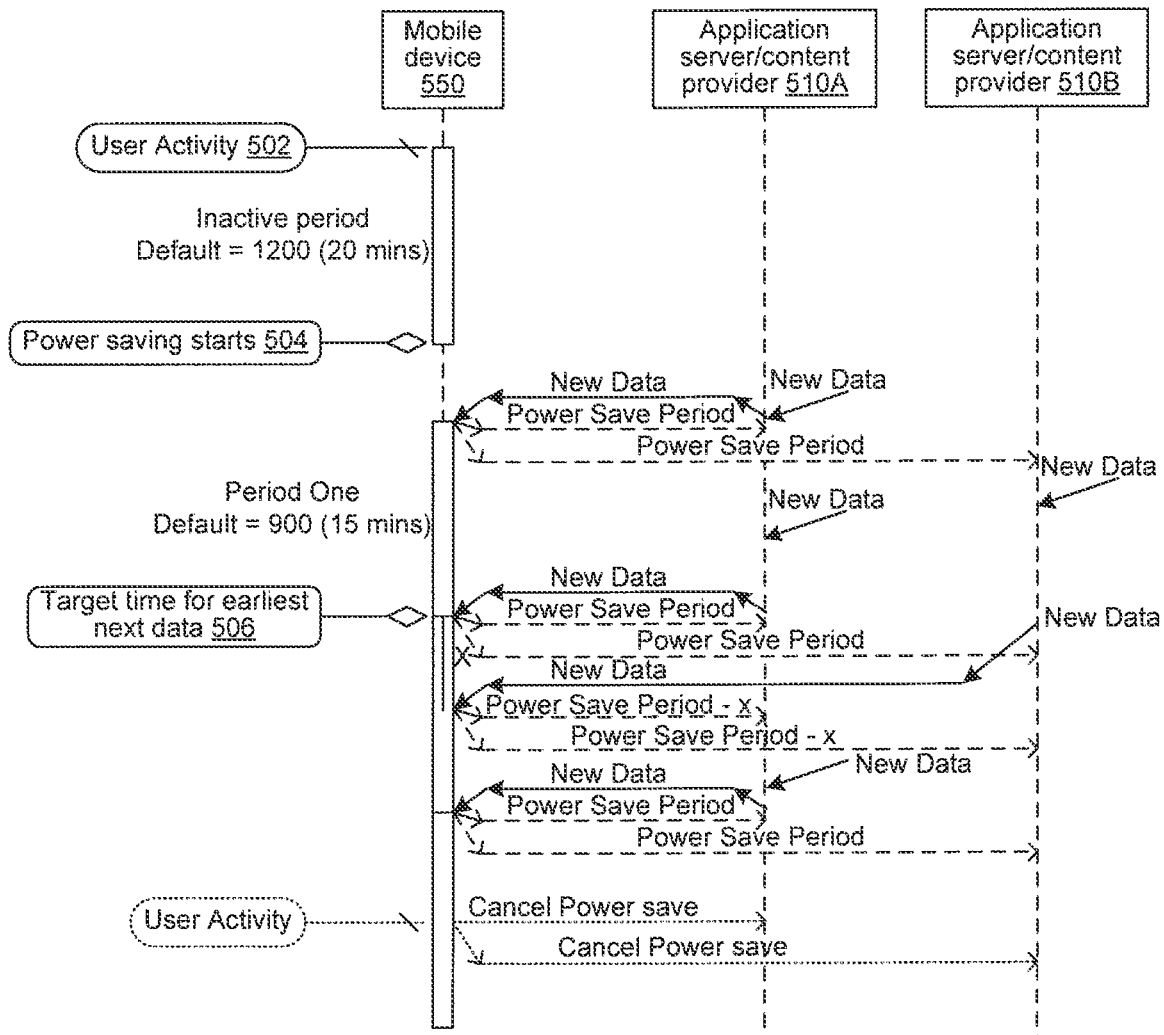 Mobile
device
550
Application
server/content
provider 510A
Application
server/content
provider 510B
User Activity 502
Inactive period
Default = 1200 (20 mins)
Power saving starts 504
New Data
New Data
Power Save Period
Power Save Period
New Data
New Data
Period One
Default = 900 (15 mins)
New Data
Target time for earliest
next data 506
Power Save Period
New Data
Power Save Period
x
New Data
Power Save Period - x
Power Save Period - x
New Data
New Data
Power Save Period
Power Save Period
User Activity
Cancel Power save
Cancel Power save